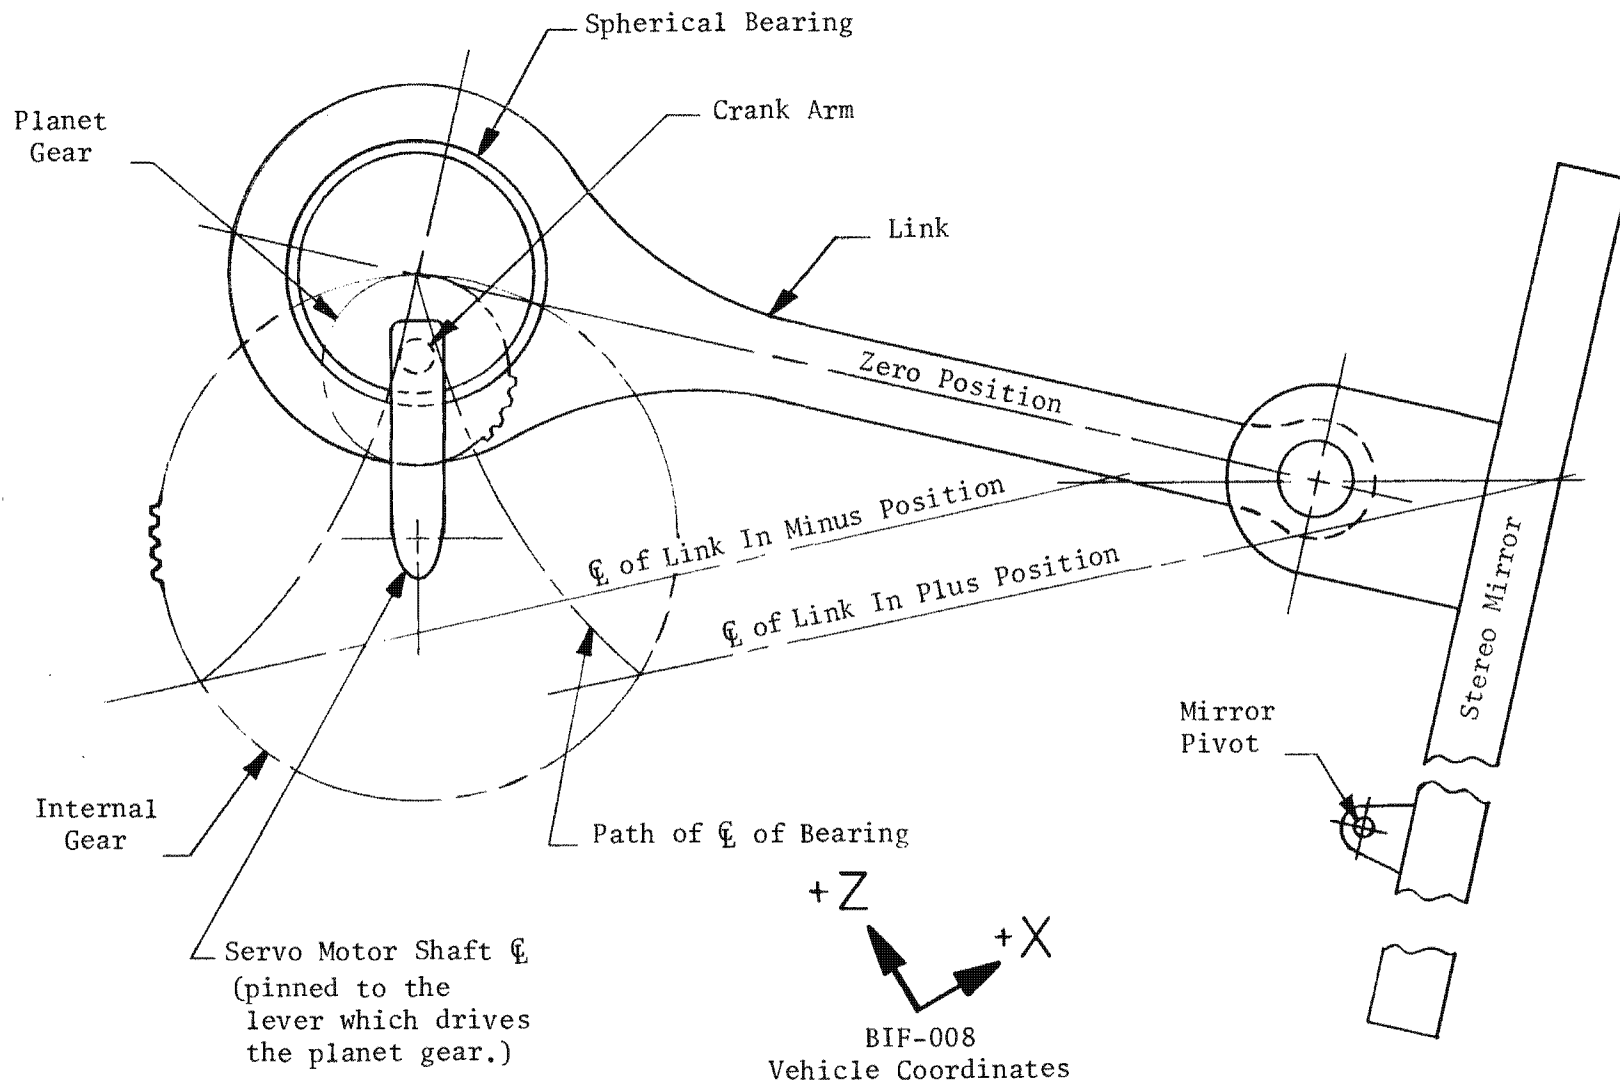 Spherical Bearing
Crank Arm
Planet
Gear
Link
Zero Position
℄ of Link In Minus Position
℄ of Link In Plus Position
Stereo Mirror
Mirror
Pivot
Internal
Gear
Path of ℄ of Bearing
Servo Motor Shaft ℄
(pinned to the
lever which drives
the planet gear.)
+Z
+X
BIF-008
Vehicle Coordinates